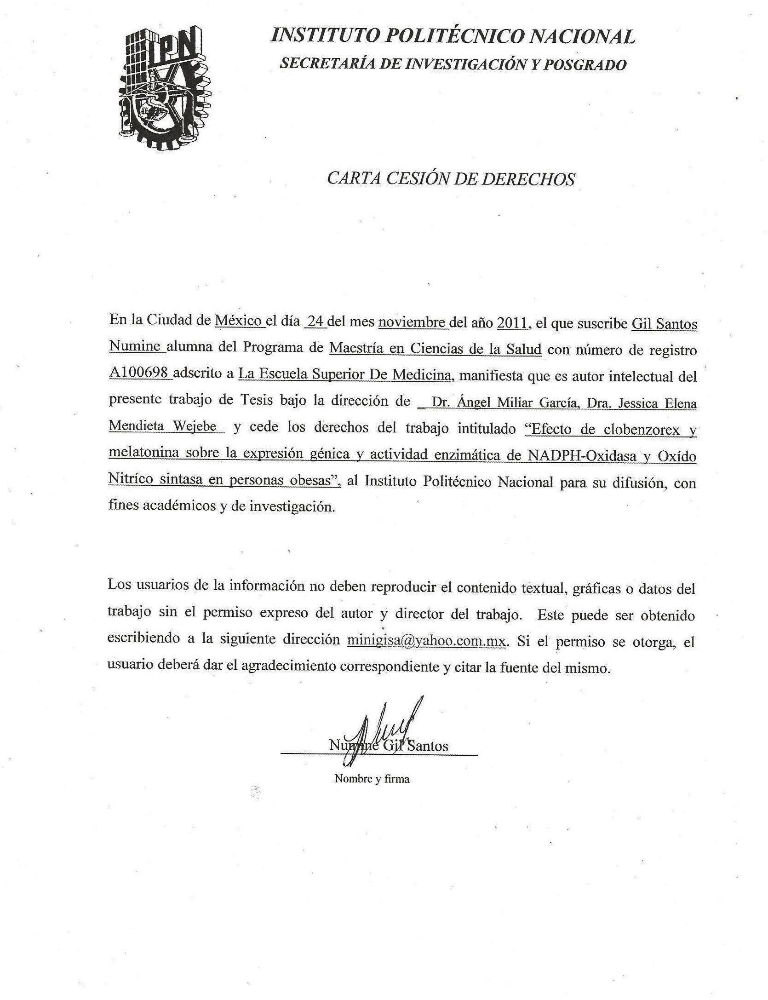 IPN
INSTITUTO POLITÉCNICO NACIONAL
SECRETARÍA DE INVESTIGACIÓN Y POSGRADO
CARTA CESIÓN DE DERECHOS
En la Ciudad de México el día 24 del mes noviembre del año 2011, el que suscribe Gil Santos
Numine alumna del Programa de Maestría en Ciencias de la Salud con número de registro
A100698 adscrito a La Escuela Superior De Medicina, manifiesta que es autor intelectual del
presente trabajo de Tesis bajo la dirección de _ Dr. Ángel Miliar García, Dra. Jessica Elena
Mendieta Wejebe y cede los derechos del trabajo intitulado “Efecto de clobenzorex y
melatonina sobre la expresión génica y actividad enzimática de NADPH-Oxidasa y Oxído
Nitríco sintasa en personas obesas”, al Instituto Politécnico Nacional para su difusión, con
fines académicos y de investigación.
Los usuarios de la información no deben reproducir el contenido textual, gráficas o datos del
trabajo sin el permiso expreso del autor y director del trabajo. Este puede ser obtenido
escribiendo a la siguiente dirección minigisa@yahoo.com.mx. Si el permiso se otorga, el
usuario deberá dar el agradecimiento correspondiente y citar la fuente del mismo.
Numine Gil Santos
Nombre y firma